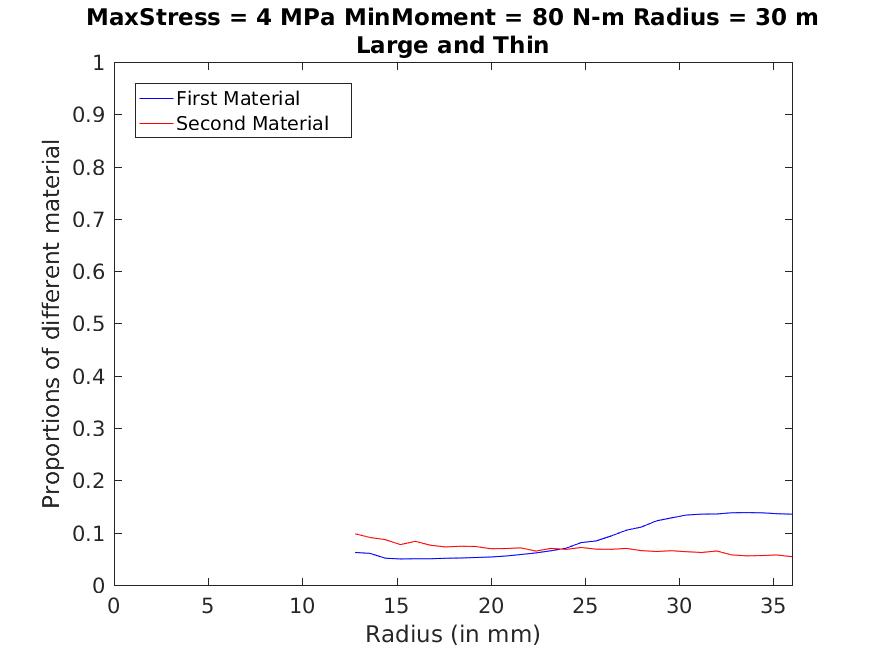 MaxStress = 4 MPa MinMoment = 80 N-m Radius = 30 m
Large and Thin
First Material
Second Material
Proportions of different material
1
0.9
0.8
0.7
0.6
0.5
0.4
0.3
0.2
0.1
0
0 5 10 15 20 25 30 35
Radius (in mm)